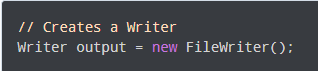 // Creates a Writer
Writer output = new FileWriter();